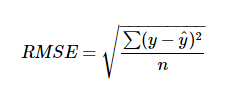 RMSE = √(∑(y − ŷ)² / n)